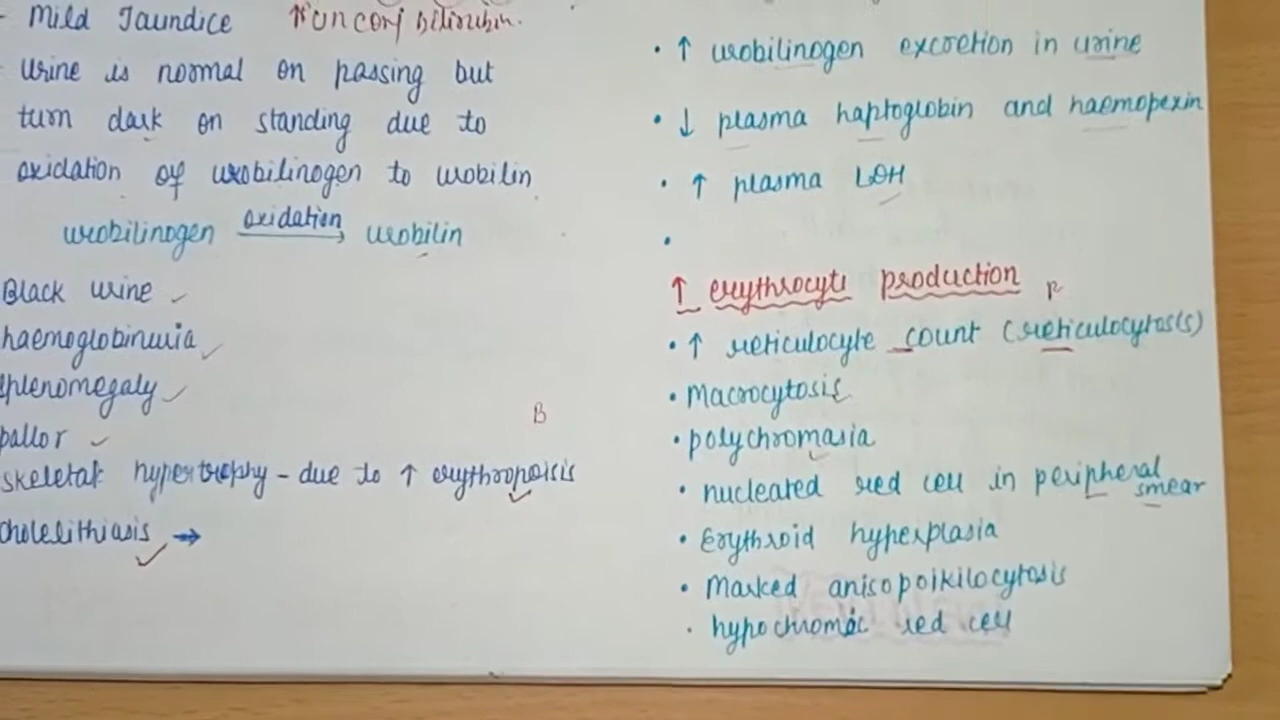 Mild Jaundice ↑unconj bilirubin.
Urine is normal on passing but
turn dark on standing due to
oxidation of urobilinogen to urobilin
urobilinogen oxidation → urobilin
Black urine
haemoglobinuria
splenomegaly
pallor
skeletal hypertrophy - due to ↑ erythropoisis
cholelithiasis →
B
• ↑ urobilinogen excretion in urine
• ↓ plasma haptoglobin and haemopexin
• ↑ plasma LDH
•
↑ erythrocyte production
• ↑ reticulocyte count (reticulocytosis)
• Macrocytosis
• polychromasia
• nucleated red cell in peripheral smear
• Erythroid hyperplasia
• Marked anisopoikilocytosis
• hypochromic red cell